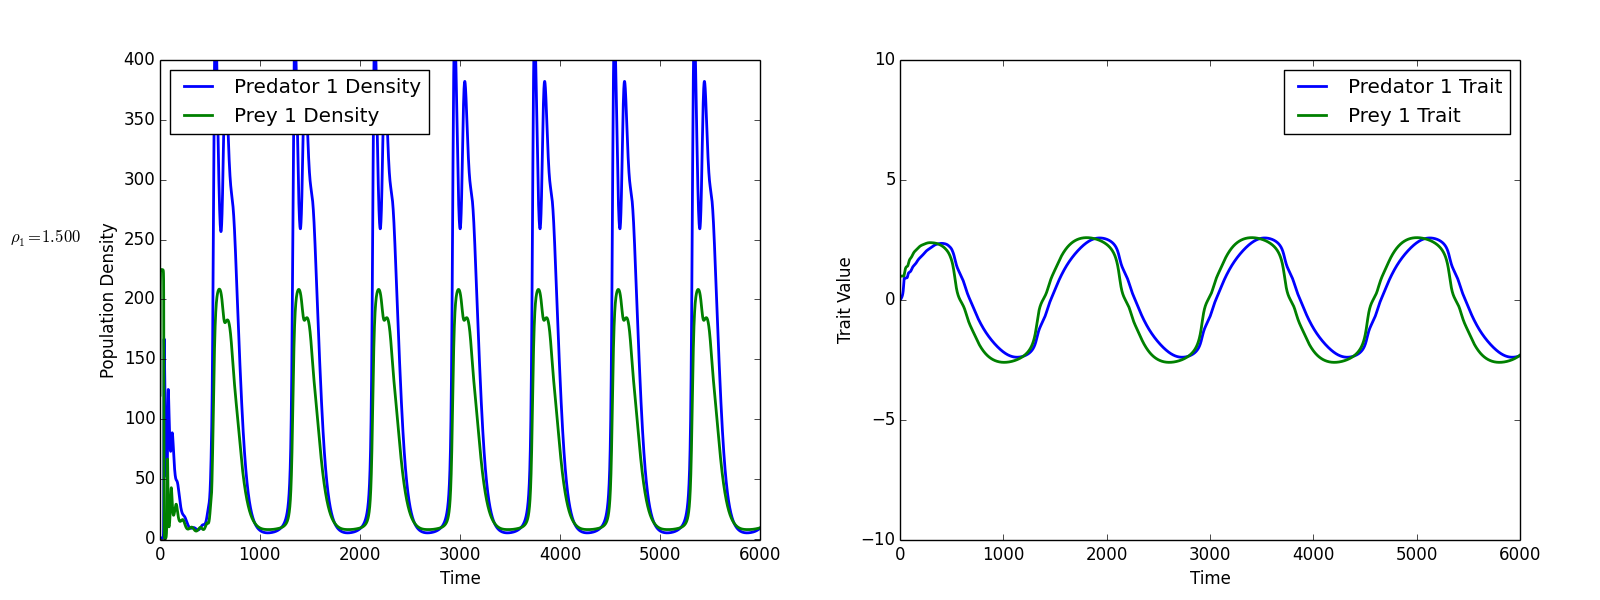 ρ₁=1.500
Population Density
400
350
300
250
200
150
100
50
0
Predator 1 Density
Prey 1 Density
0 1000 2000 3000 4000 5000 6000
Time
Trait Value
10
5
0
−5
−10
Predator 1 Trait
Prey 1 Trait
0 1000 2000 3000 4000 5000 6000
Time